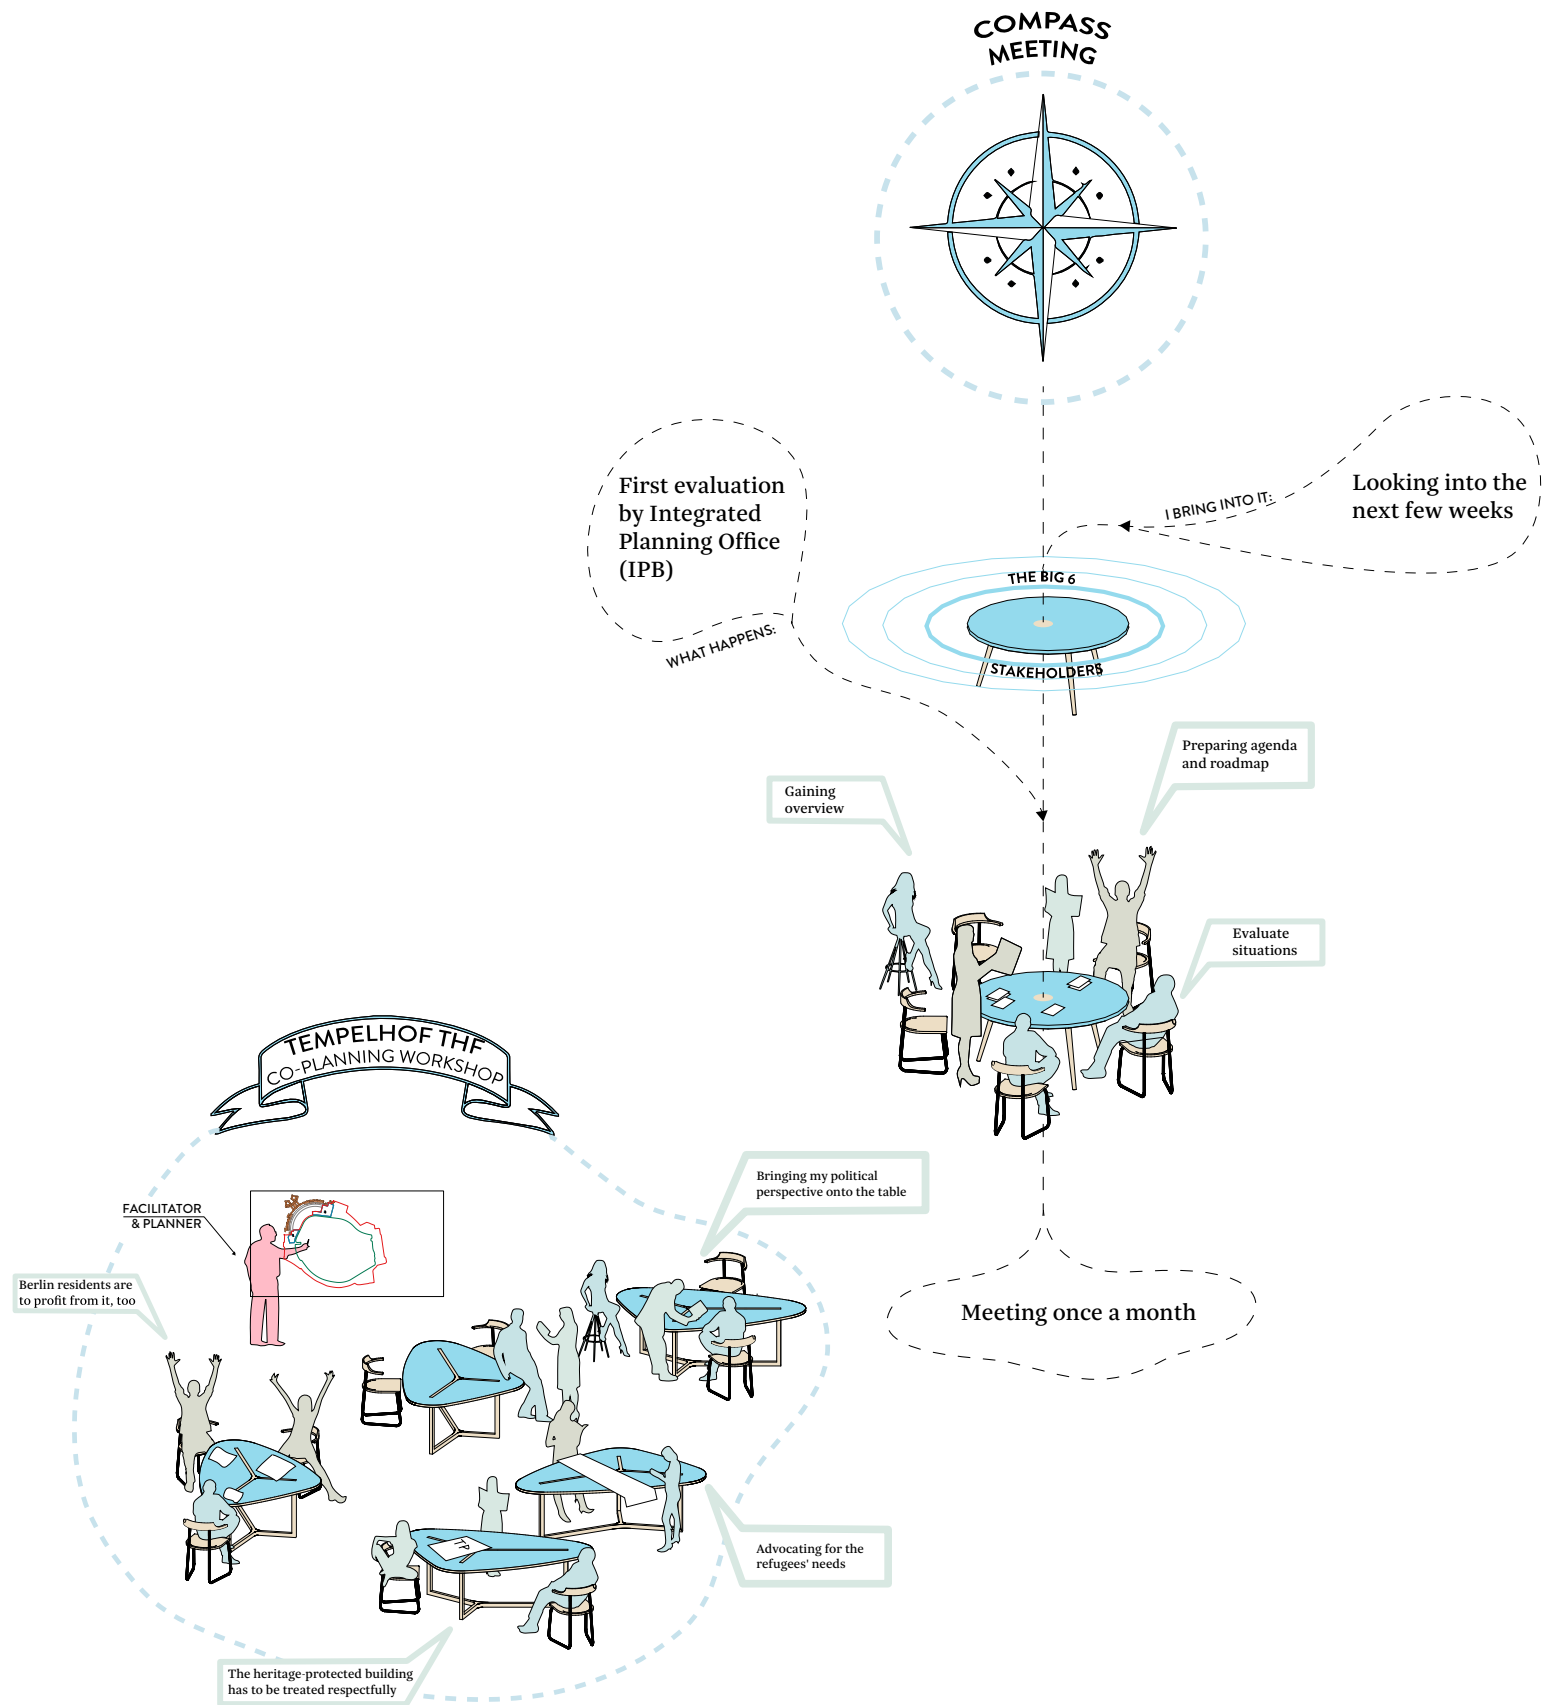 COMPASS
MEETING
First evaluation
by Integrated
Planning Office
(IPB)
WHAT HAPPENS:
I BRING INTO IT:
Looking into the
next few weeks
THE BIG 6
STAKEHOLDERS
Preparing agenda
and roadmap
Gaining
overview
Evaluate
situations
TEMPELHOF THF
CO-PLANNING WORKSHOP
Bringing my political
perspective onto the table
FACILITATOR
& PLANNER
Berlin residents are
to profit from it, too
Meeting once a month
Advocating for the
refugees' needs
The heritage-protected building
has to be treated respectfully